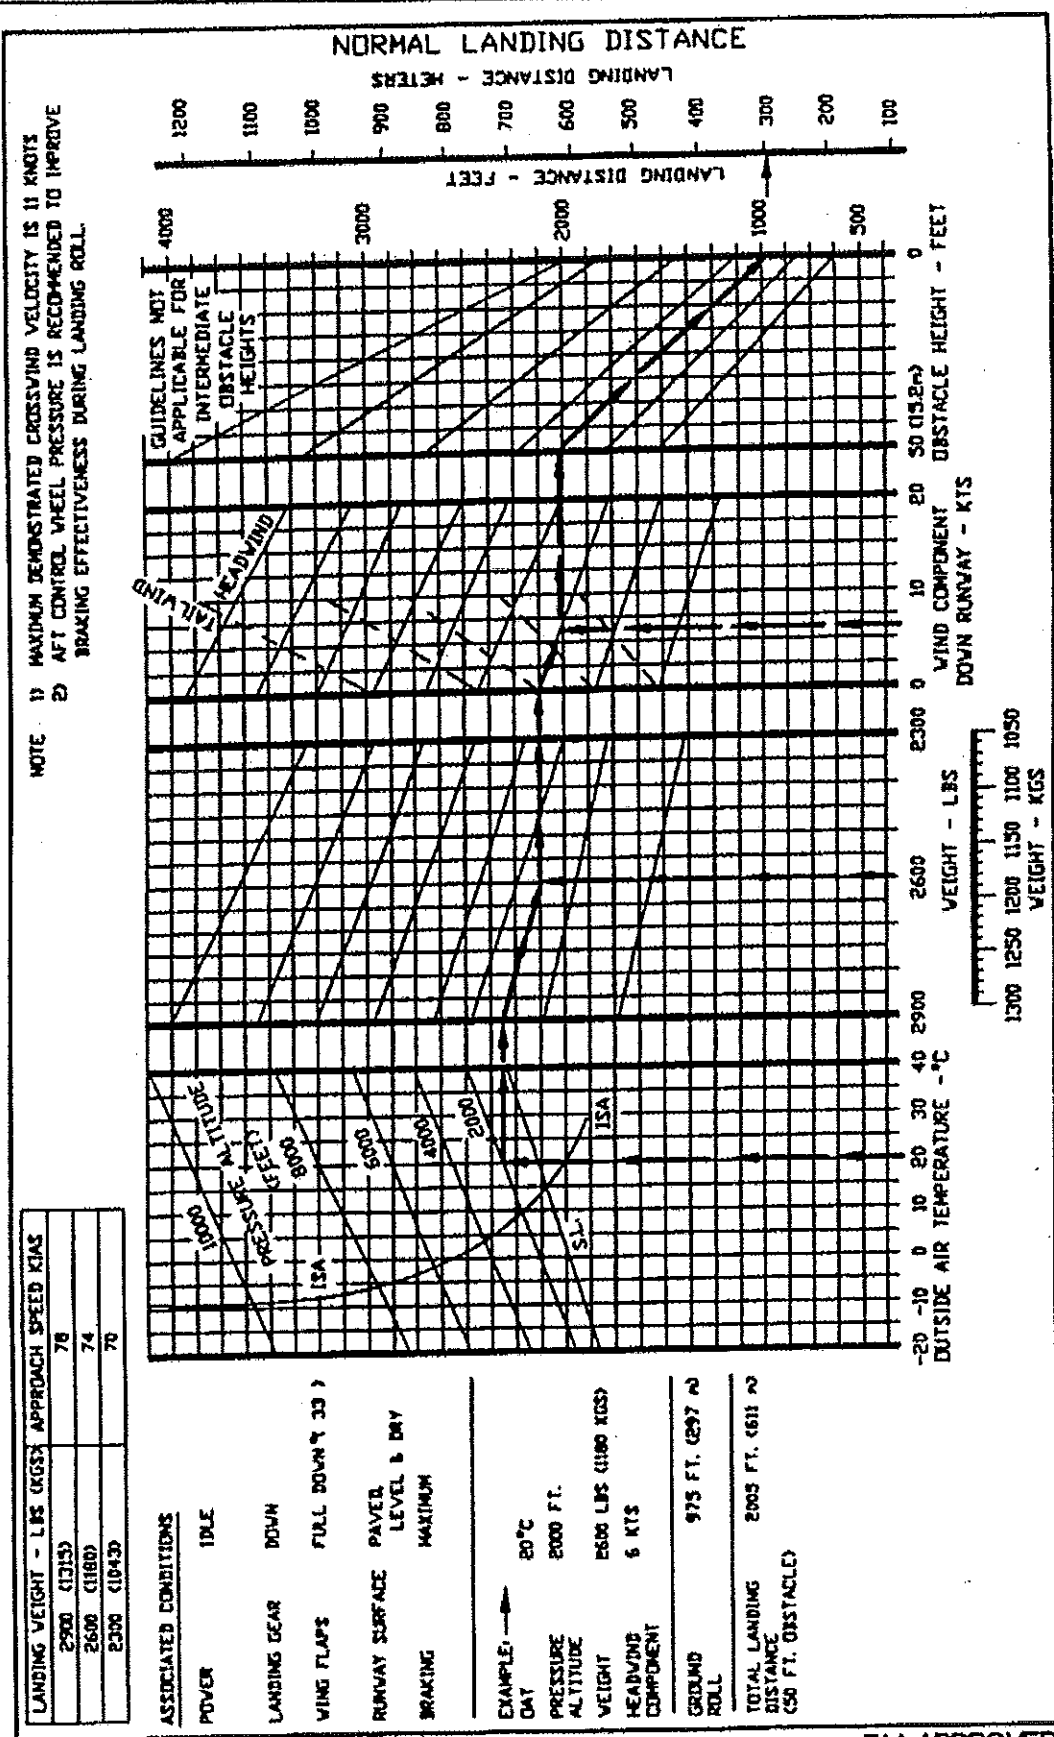 NORMAL LANDING DISTANCE
NOTE 1) MAXIMUM DEMONSTRATED CROSSWIND VELOCITY IS 11 KNOTS
2) AFT CONTROL WHEEL PRESSURE IS RECOMMENDED TO IMPROVE
BRAKING EFFECTIVENESS DURING LANDING ROLL.
LANDING WEIGHT - LBS (KGS) APPROACH SPEED KIAS
2900 (1315) 78
2600 (1180) 74
2300 (1043) 70
ASSOCIATED CONDITIONS
POWER IDLE
LANDING GEAR DOWN
WING FLAPS FULL DOWN ( 33 )
RUNWAY SURFACE PAVED,
LEVEL & DRY
BRAKING MAXIMUM
EXAMPLE:
OAT 20°C
PRESSURE 2000 FT.
ALTITUDE
WEIGHT 2600 LBS (1180 KGS)
HEADWIND 6 KTS
COMPONENT
GROUND 975 FT. (297 m)
ROLL
TOTAL LANDING 2005 FT. (611 m)
DISTANCE
(50 FT. OBSTACLE)
10000
PRESSURE ALTITUDE
(FEET)
8000
6000
4000
2000
S.L.
ISA
ISA
-20 -10 0 10 20 30 40
OUTSIDE AIR TEMPERATURE - °C
2900 2600 2300
WEIGHT - LBS
1300 1250 1200 1150 1100 1050
WEIGHT - KGS
TAILWIND
HEADWIND
0 10 20
WIND COMPONENT
DOWN RUNWAY - KTS
GUIDELINES NOT
APPLICABLE FOR
INTERMEDIATE
OBSTACLE
HEIGHTS
50 (15.2m) 0
OBSTACLE HEIGHT - FEET
4000 3000 2000 1000 500
LANDING DISTANCE - FEET
1200 1100 1000 900 800 700 600 500 400 300 200 100
LANDING DISTANCE - METERS